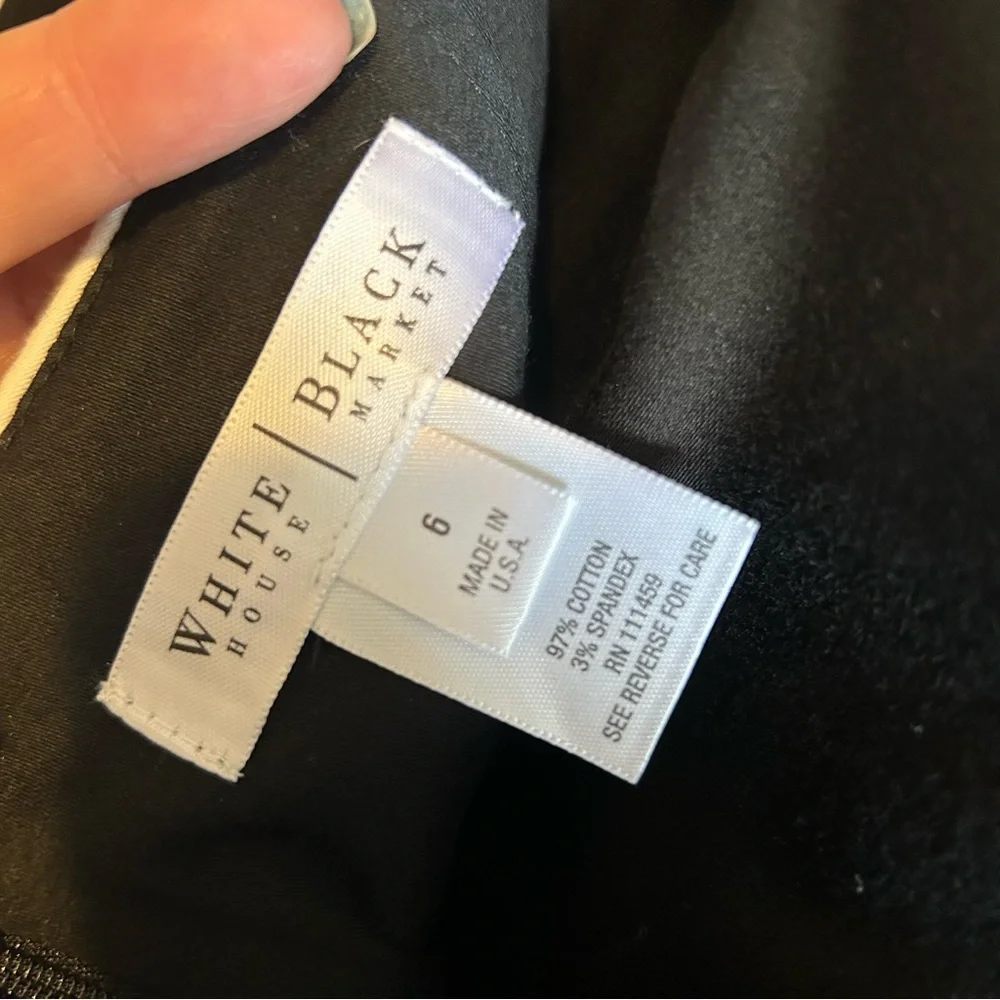 WHITE | BLACK
HOUSE MARKET
6
MADE IN
U.S.A.
97% COTTON
3% SPANDEX
RN 111459
SEE REVERSE FOR CARE